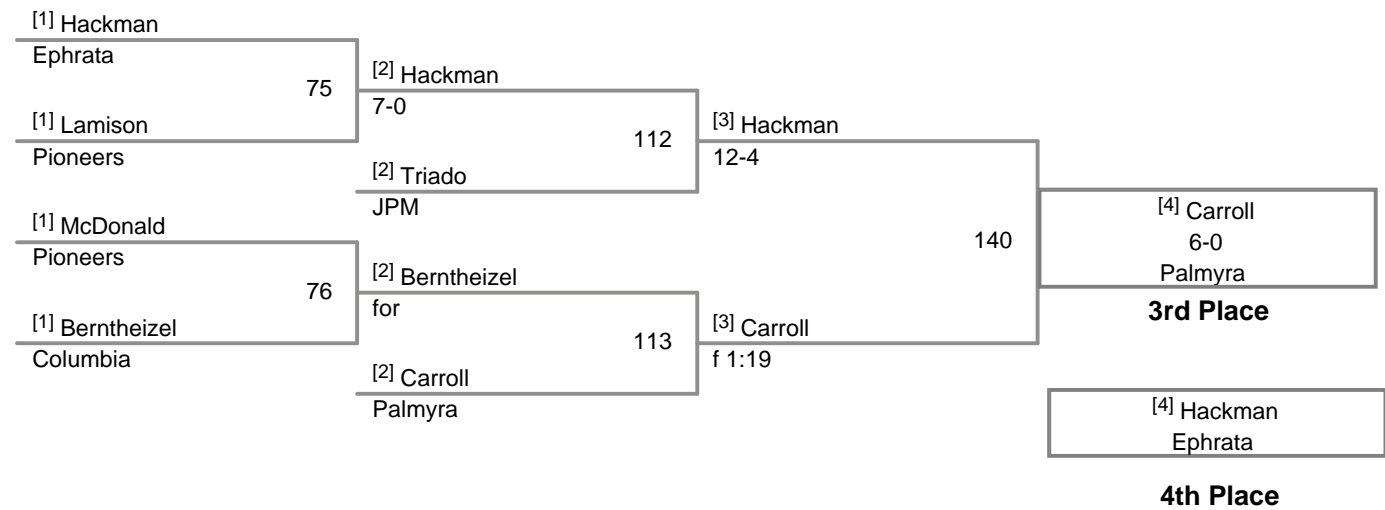 [1] Hackman
Ephrata
75
[1] Lamison
Pioneers
[2] Hackman
7-0
112
[2] Triado
JPM
[3] Hackman
12-4
[1] McDonald
Pioneers
76
[1] Berntheizel
Columbia
[2] Berntheizel
for
113
[2] Carroll
Palmyra
[3] Carroll
f 1:19
140
[4] Carroll
6-0
Palmyra
3rd Place
[4] Hackman
Ephrata
4th Place